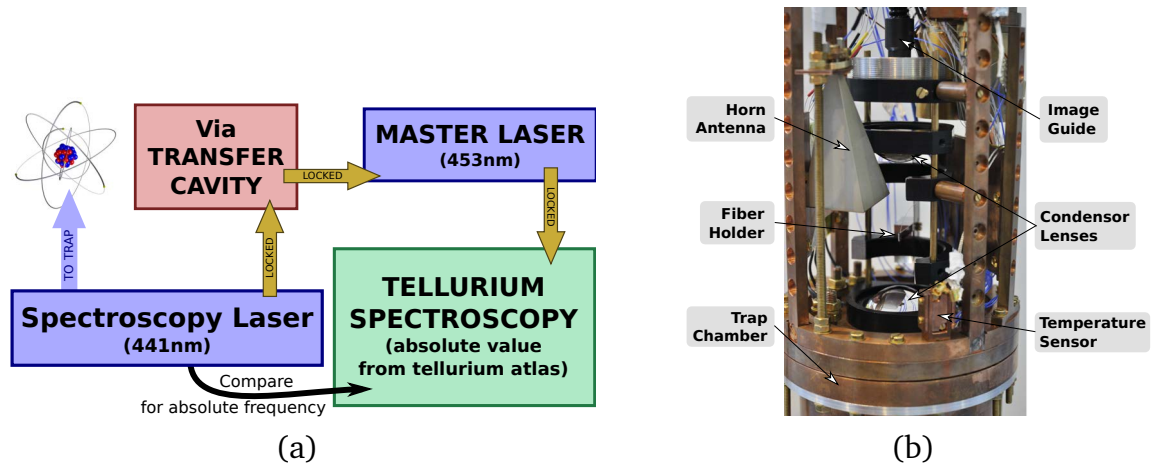 Via
TRANSFER
CAVITY
MASTER LASER
(453nm)
LOCKED
LOCKED
LOCKED
TO TRAP
Spectroscopy Laser
(441nm)
TELLURIUM
SPECTROSCOPY
(absolute value
from tellurium atlas)
Compare
for absolute frequency
(a)
Horn
Antenna
Image
Guide
Fiber
Holder
Condensor
Lenses
Trap
Chamber
Temperature
Sensor
(b)